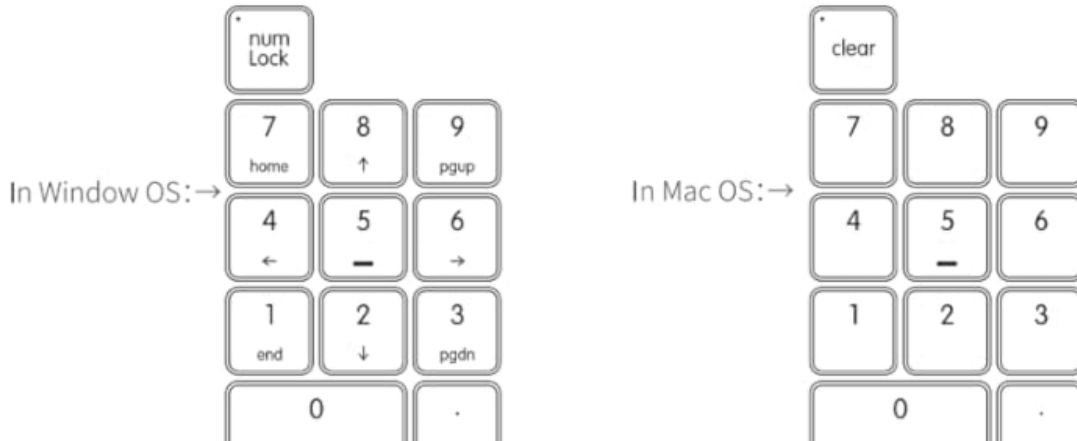 num
Lock
clear
7 8 9
home ↑ pgup
7 8 9
In Window OS:→
In Mac OS:→
4 5 6
← →
4 5 6
1 2 3
end ↓ pgdn
1 2 3
0 .
0 .